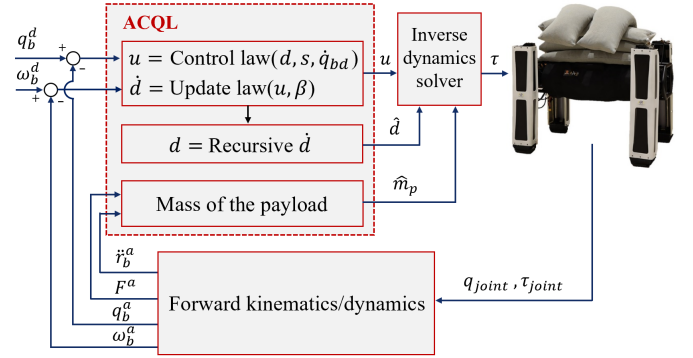 ACQL
q_b^d
ω_b^d
+
-
+
-
u = Control law(d, s, q̇_bd)
ḋ = Update law(u, β)
d = Recursive ḋ
Mass of the payload
u
Inverse
dynamics
solver
τ
d̂
m̂_p
r̈_b^a
F^a
q_b^a
ω_b^a
Forward kinematics/dynamics
q_joint , τ_joint